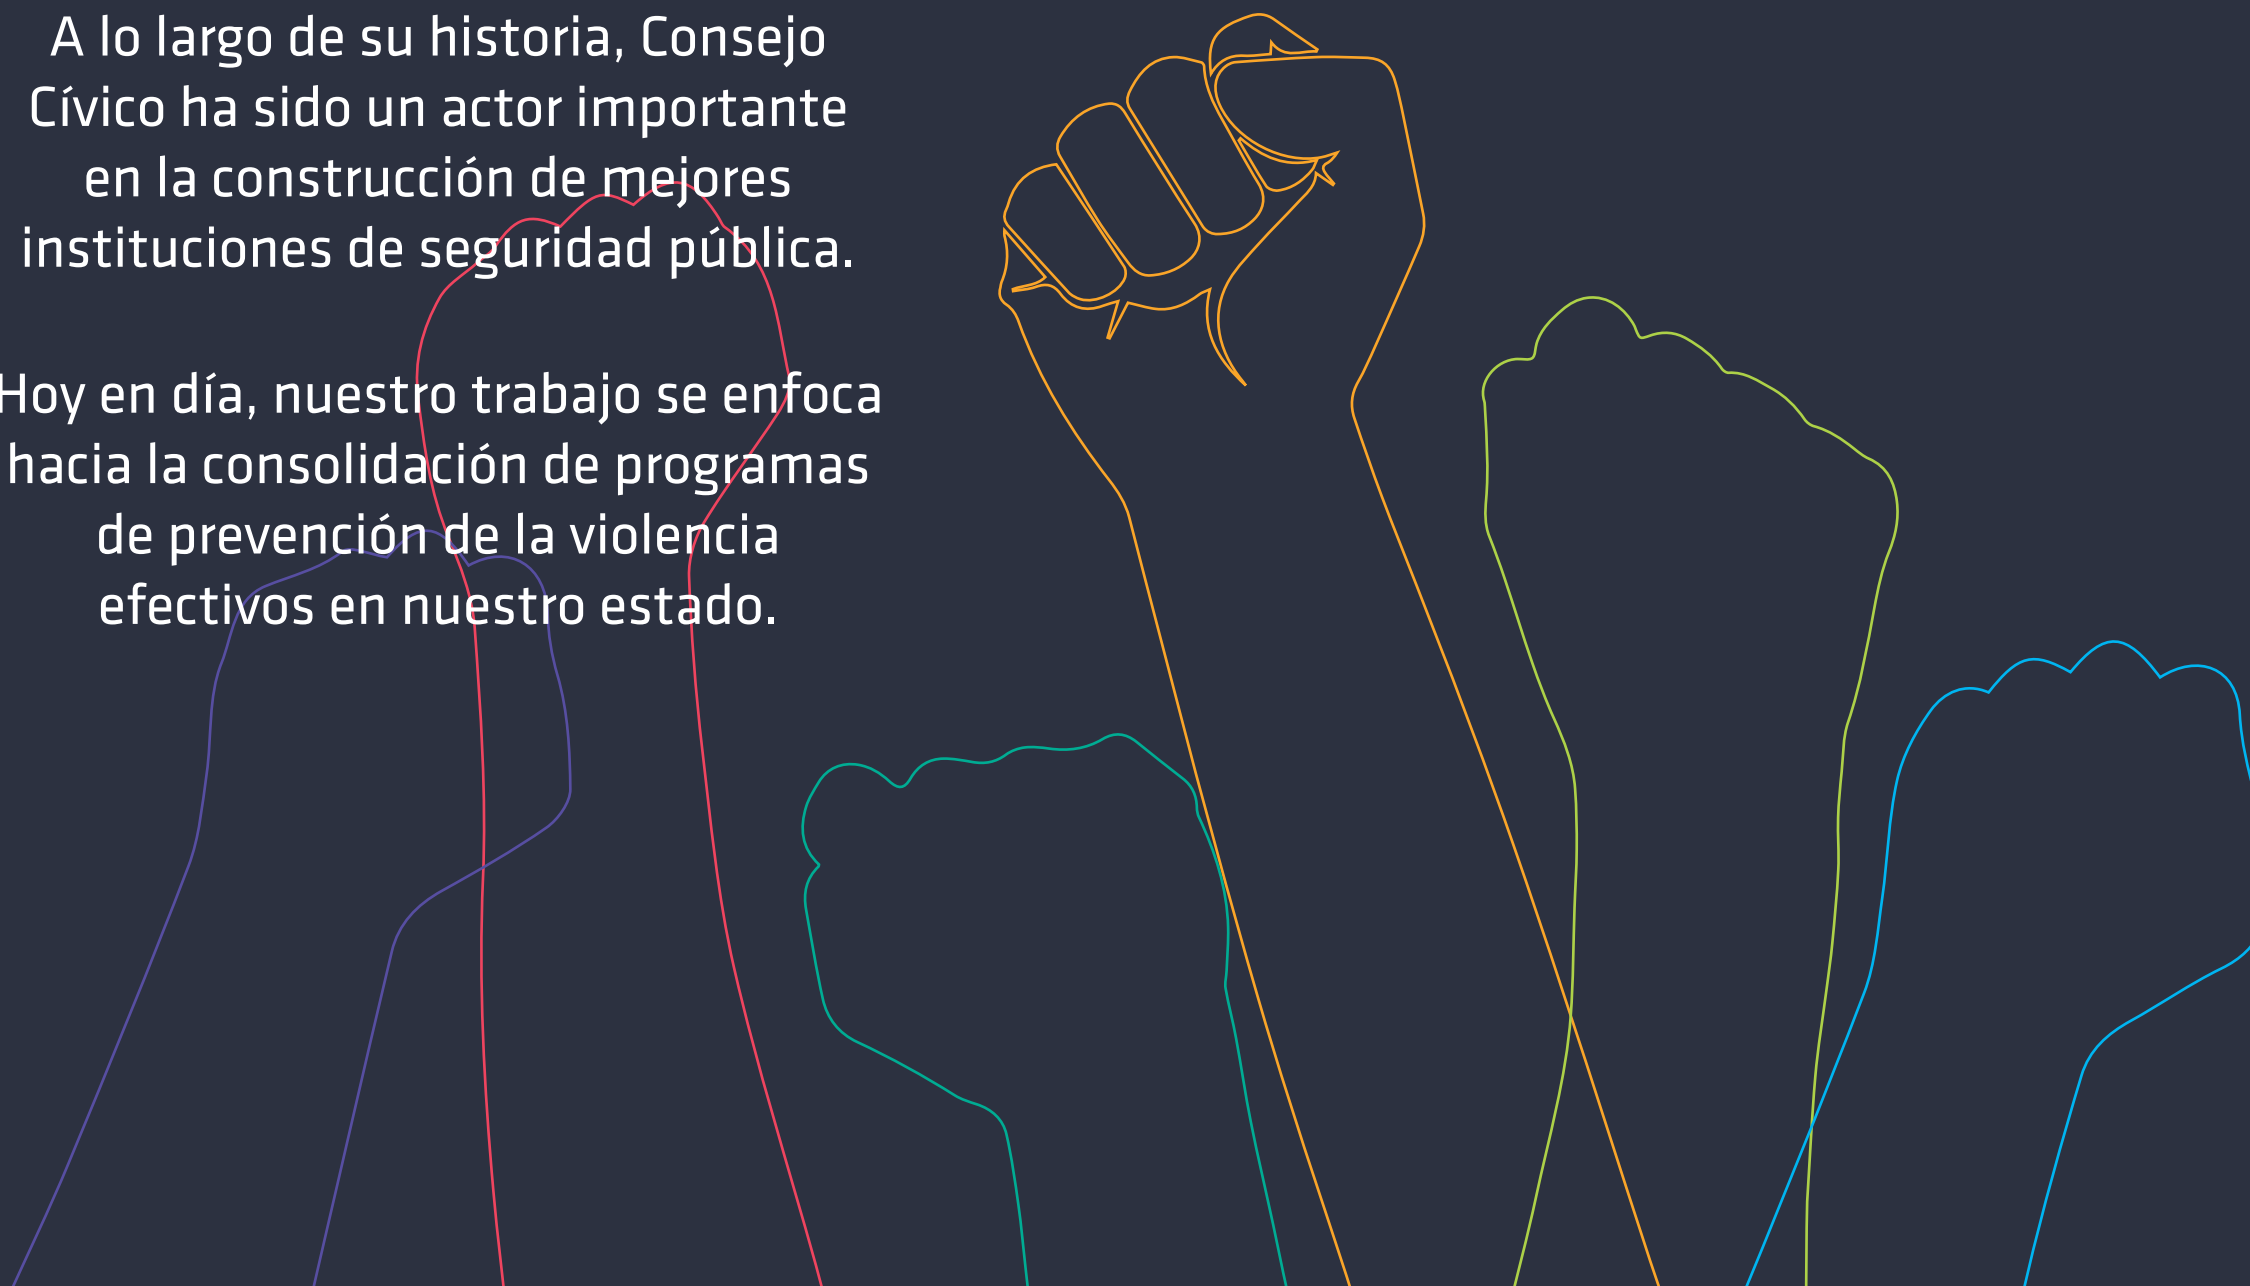 A lo largo de su historia, Consejo
Cívico ha sido un actor importante
en la construcción de mejores
instituciones de seguridad pública.
Hoy en día, nuestro trabajo se enfoca
hacia la consolidación de programas
de prevención de la violencia
efectivos en nuestro estado.